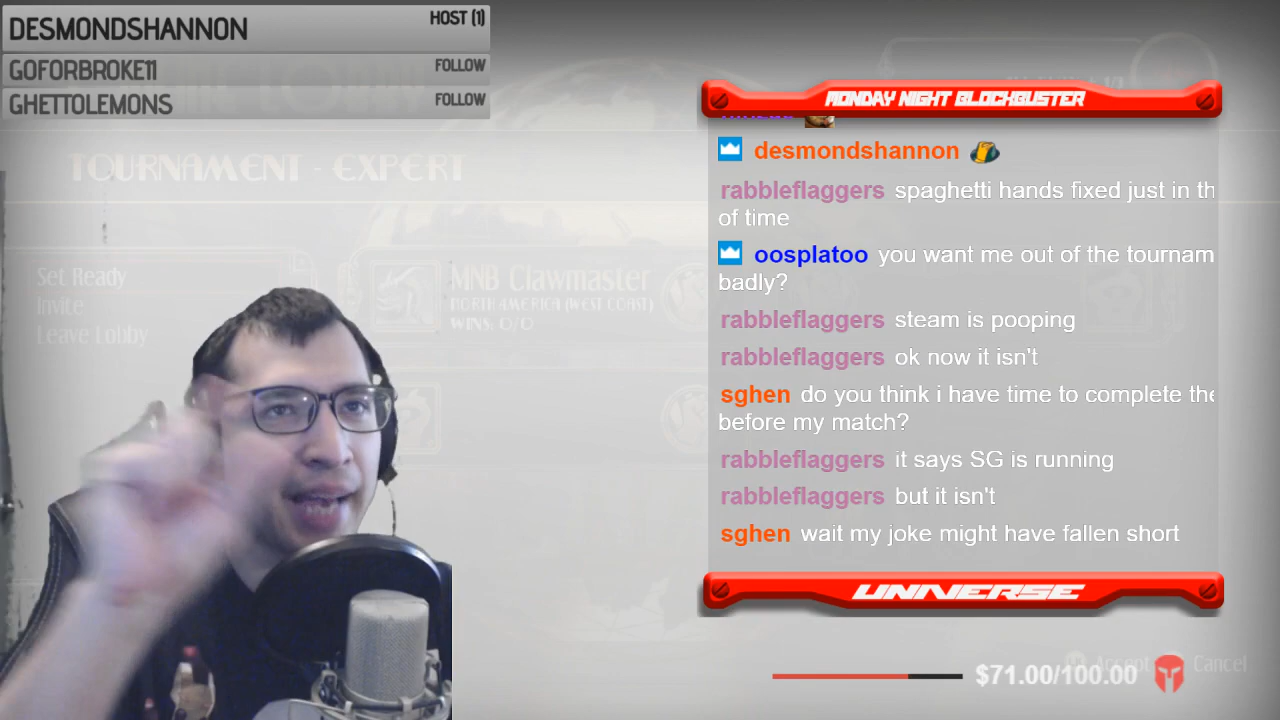 DESMONDSHANNON
HOST (1)
GOFORBROKE11
FOLLOW
GHETTOLEMONS
FOLLOW
TOURNAMENT - EXPERT
Set Ready
Invite
Leave Lobby
MNB Clawmaster
NORTH AMERICA (WEST COAST)
WINS: 0/0
MONDAY NIGHT BLOCKBUSTER
desmondshannon
rabbleflaggers spaghetti hands fixed just in th
of time
oosplatoo you want me out of the tournam
badly?
rabbleflaggers steam is pooping
rabbleflaggers ok now it isn't
sghen do you think i have time to complete the
before my match?
rabbleflaggers it says SG is running
rabbleflaggers but it isn't
sghen wait my joke might have fallen short
UNIVERSE
Accept
Cancel
$71.00/100.00